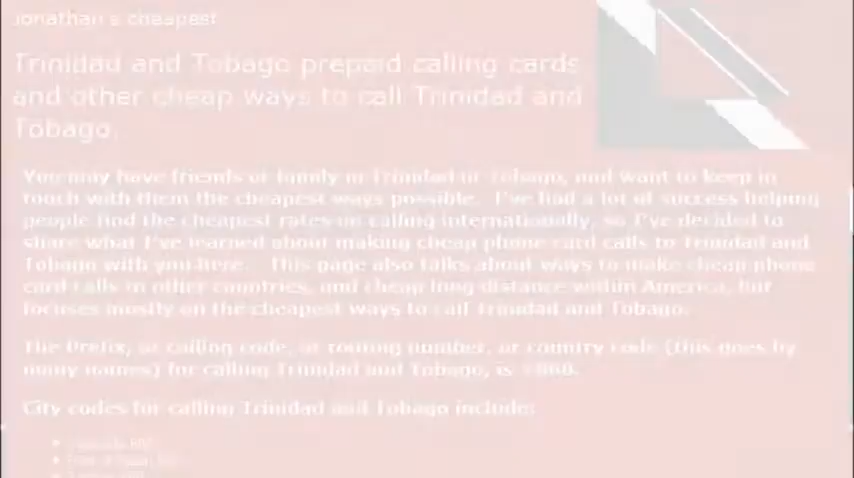 Jonathan's cheapest
Trinidad and Tobago prepaid calling cards
and other cheap ways to call Trinidad and
Tobago.
You may have friends or family in Trinidad or Tobago, and want to keep in
touch with them the cheapest ways possible. I've had a lot of success helping
people find the cheapest rates on calling internationally, so I've decided to
share what I've learned about making cheap phone card calls to Trinidad and
Tobago with you here. This page also talks about ways to make cheap phone
card calls to other countries, and cheap long distance within America, but
focuses mostly on the cheapest ways to call Trinidad and Tobago.
The Prefix, or calling code, or routing number, or country code (this goes by
many names) for calling Trinidad and Tobago, is
City codes for calling Trinidad and Tobago include: